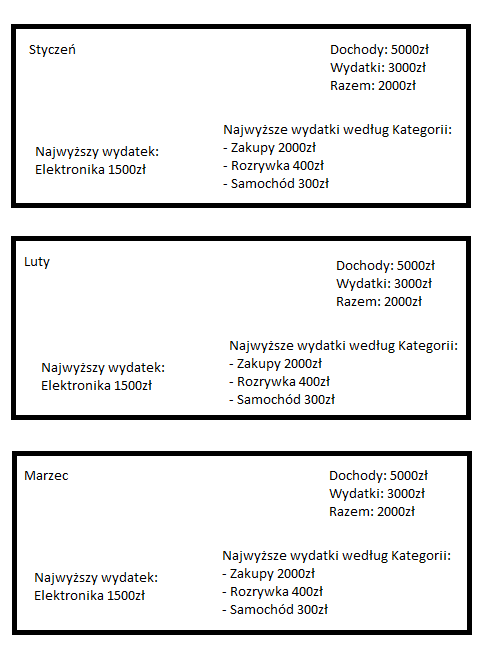 Styczeń
Dochody: 5000zł
Wydatki: 3000zł
Razem: 2000zł
Najwyższe wydatki według Kategorii:
- Zakupy 2000zł
- Rozrywka 400zł
- Samochód 300zł
Najwyższy wydatek:
Elektronika 1500zł
Luty
Dochody: 5000zł
Wydatki: 3000zł
Razem: 2000zł
Najwyższe wydatki według Kategorii:
- Zakupy 2000zł
- Rozrywka 400zł
- Samochód 300zł
Najwyższy wydatek:
Elektronika 1500zł
Marzec
Dochody: 5000zł
Wydatki: 3000zł
Razem: 2000zł
Najwyższe wydatki według Kategorii:
- Zakupy 2000zł
- Rozrywka 400zł
- Samochód 300zł
Najwyższy wydatek:
Elektronika 1500zł